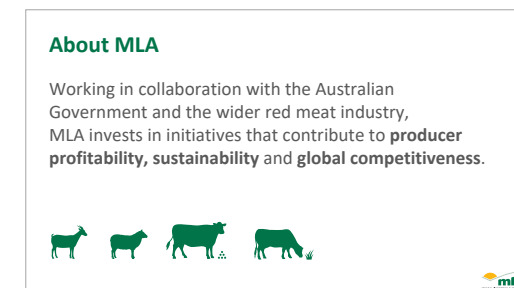 About MLA
Working in collaboration with the Australian
Government and the wider red meat industry,
MLA invests in initiatives that contribute to producer
profitability, sustainability and global competitiveness.